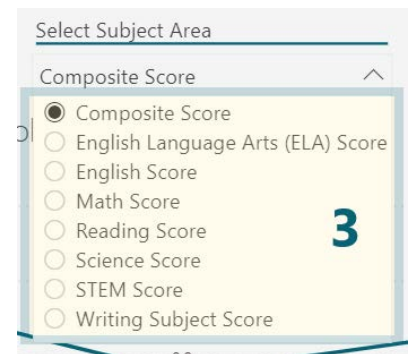 Select Subject Area
Composite Score
Composite Score
English Language Arts (ELA) Score
English Score
Math Score
Reading Score
Science Score
STEM Score
Writing Subject Score
3